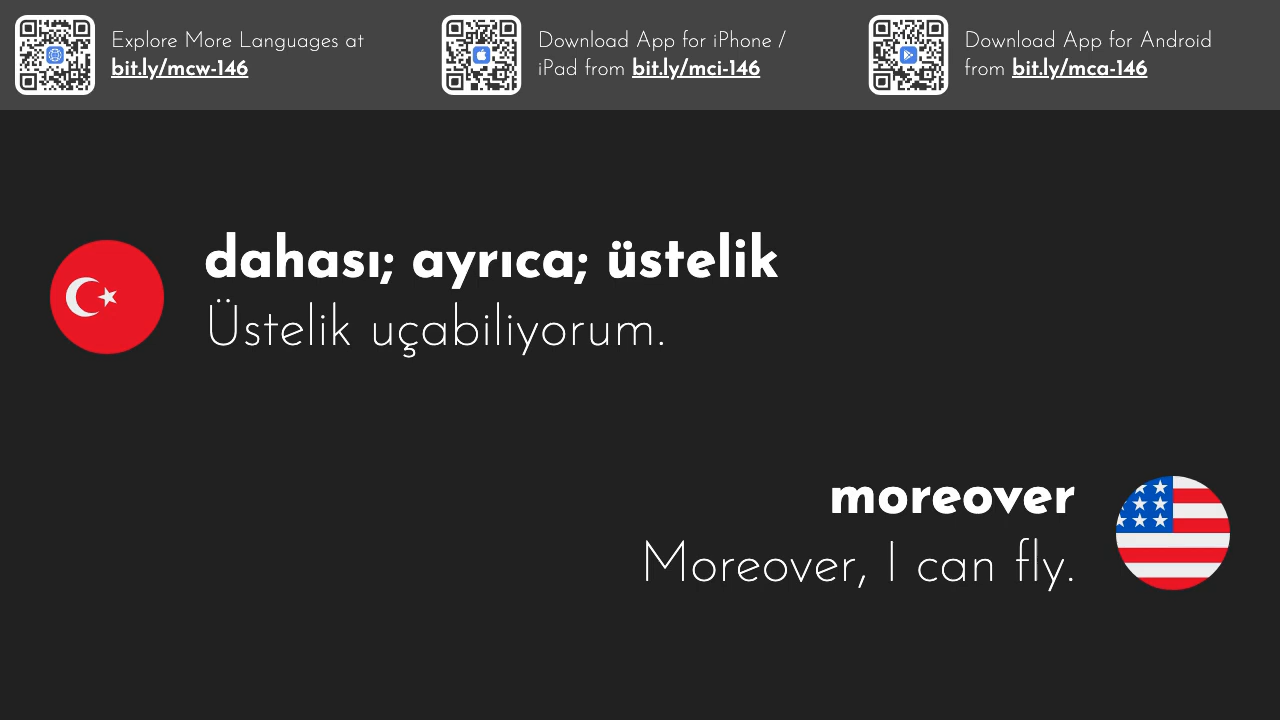 Explore More Languages at
bit.ly/mcw-146
Download App for iPhone /
iPad from bit.ly/mci-146
Download App for Android
from bit.ly/mca-146
dahası; ayrıca; üstelik
Üstelik uçabiliyorum.
moreover
Moreover, I can fly.